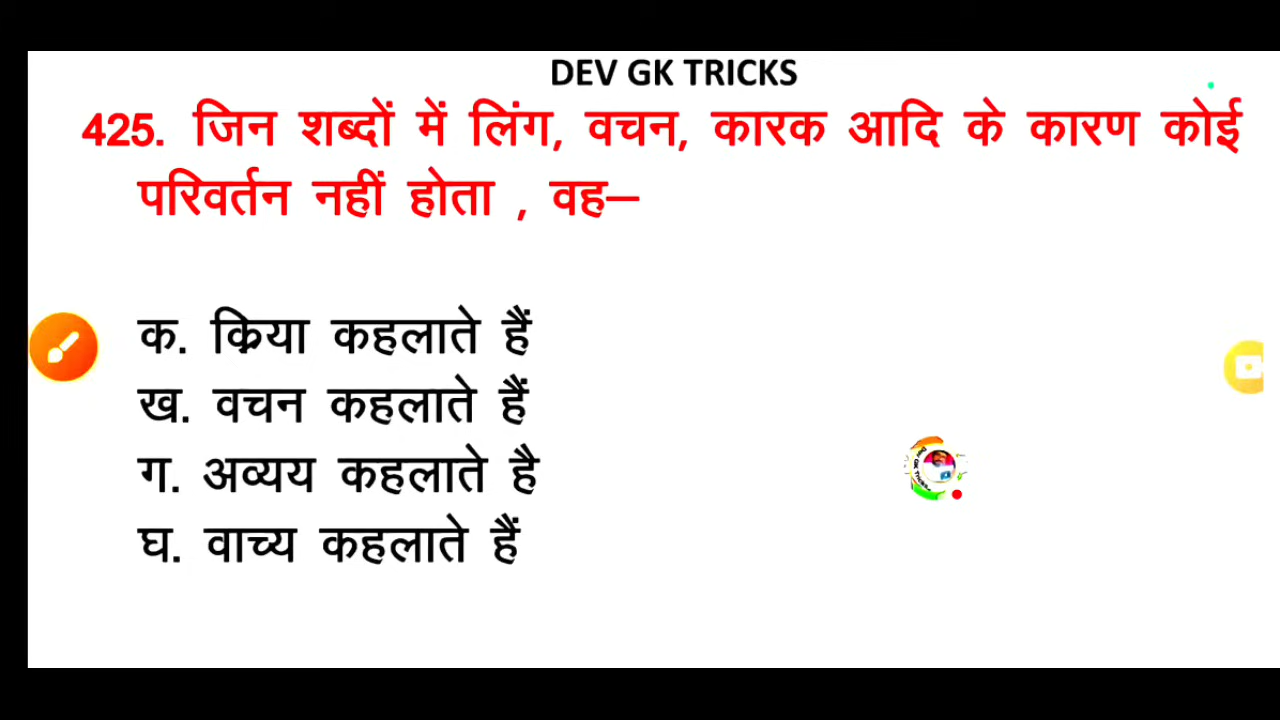 DEV GK TRICKS
425. जिन शब्दों में लिंग, वचन, कारक आदि के कारण कोई
परिवर्तन नहीं होता , वह–
क. क्रिया कहलाते हैं
ख. वचन कहलाते हैं
ग. अव्यय कहलाते है
घ. वाच्य कहलाते हैं